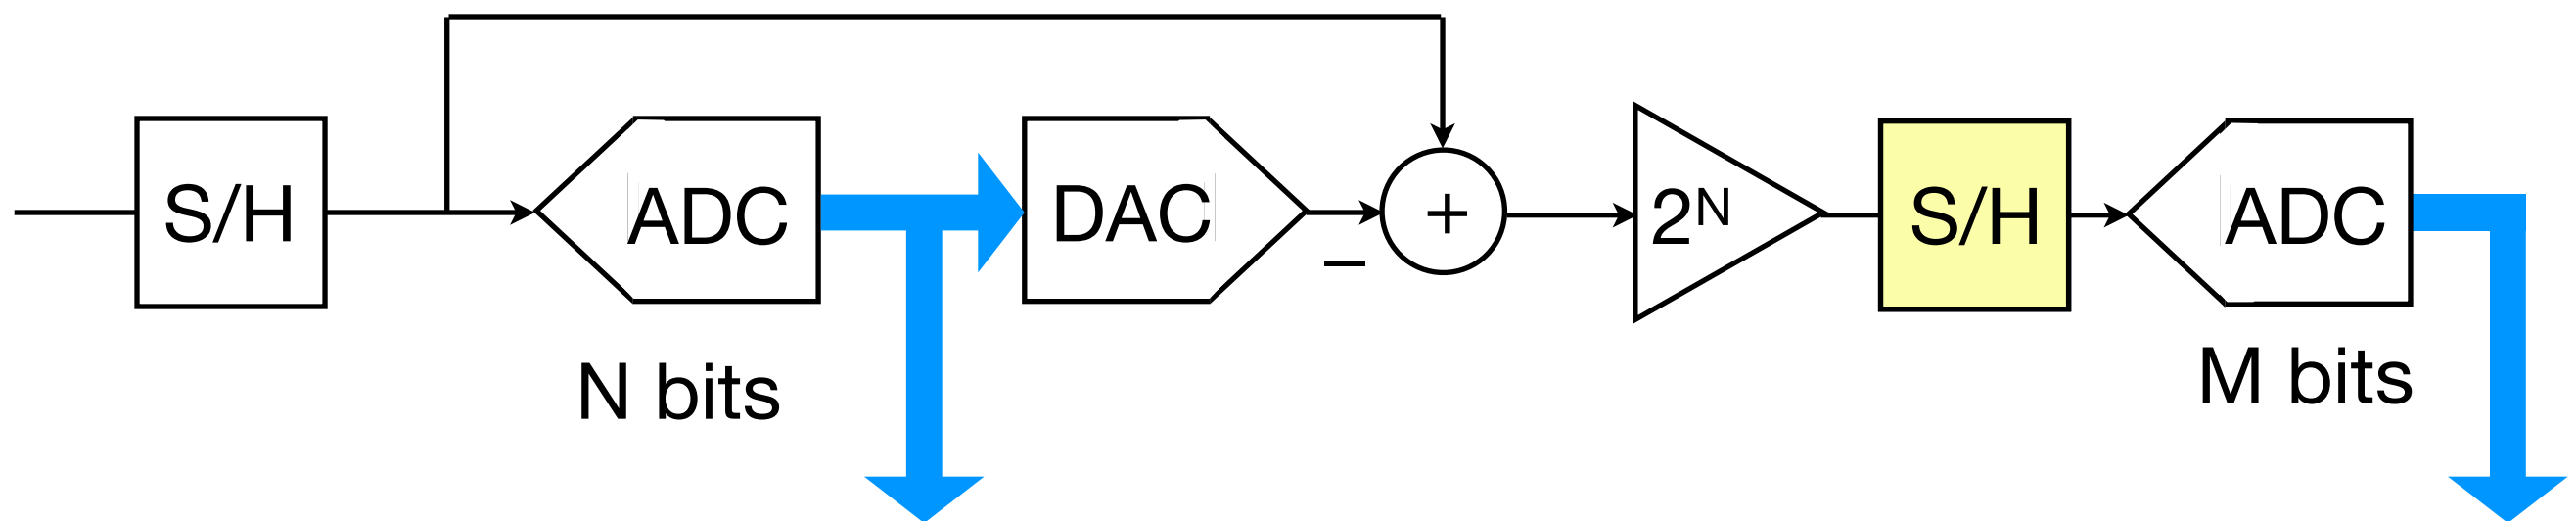 S/H
ADC
DAC
+
–
2ᴺ
S/H
ADC
N bits
M bits